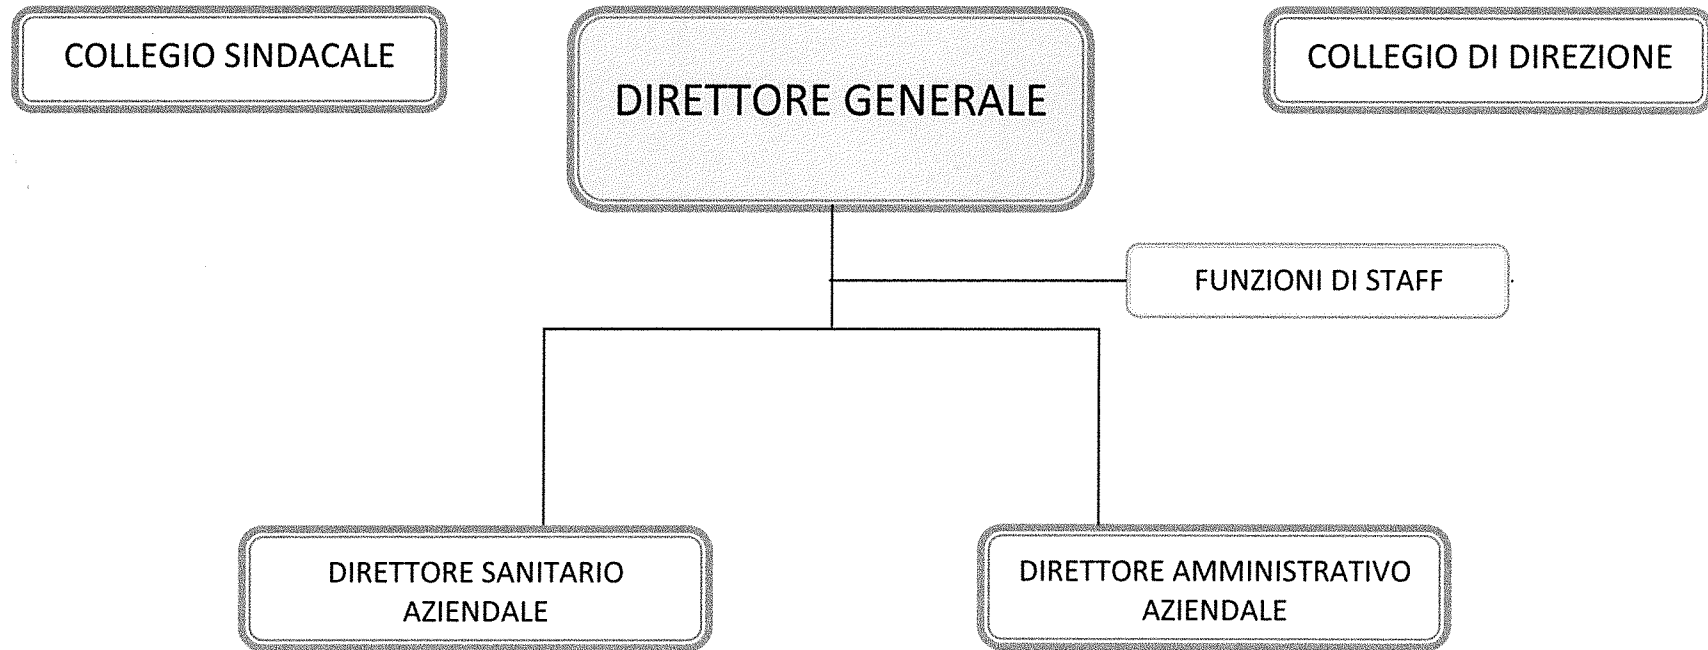 COLLEGIO SINDACALE
DIRETTORE GENERALE
COLLEGIO DI DIREZIONE
FUNZIONI DI STAFF
DIRETTORE SANITARIO
AZIENDALE
DIRETTORE AMMINISTRATIVO
AZIENDALE